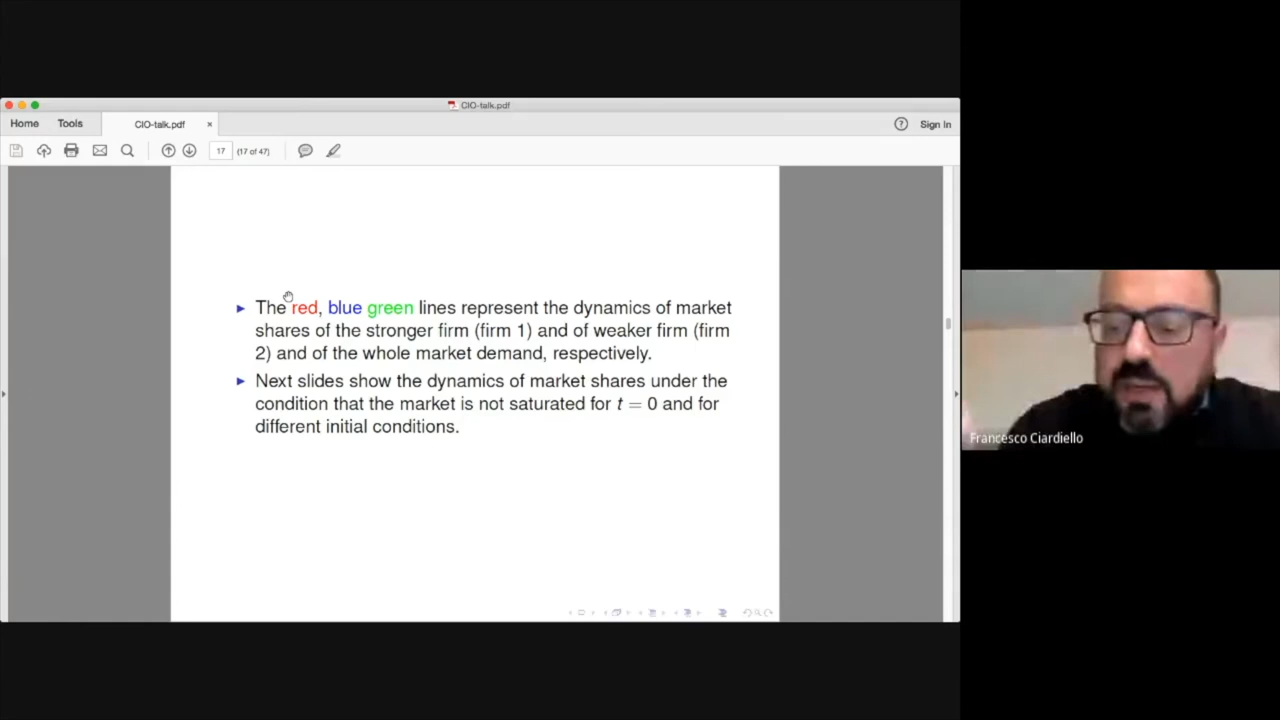 CIO-talk.pdf
Home
Tools
CIO-talk.pdf
×
?
Sign In
17
(17 of 47)
► The red, blue green lines represent the dynamics of market
shares of the stronger firm (firm 1) and of weaker firm (firm
2) and of the whole market demand, respectively.
► Next slides show the dynamics of market shares under the
condition that the market is not saturated for t = 0 and for
different initial conditions.
Francesco Ciardiello